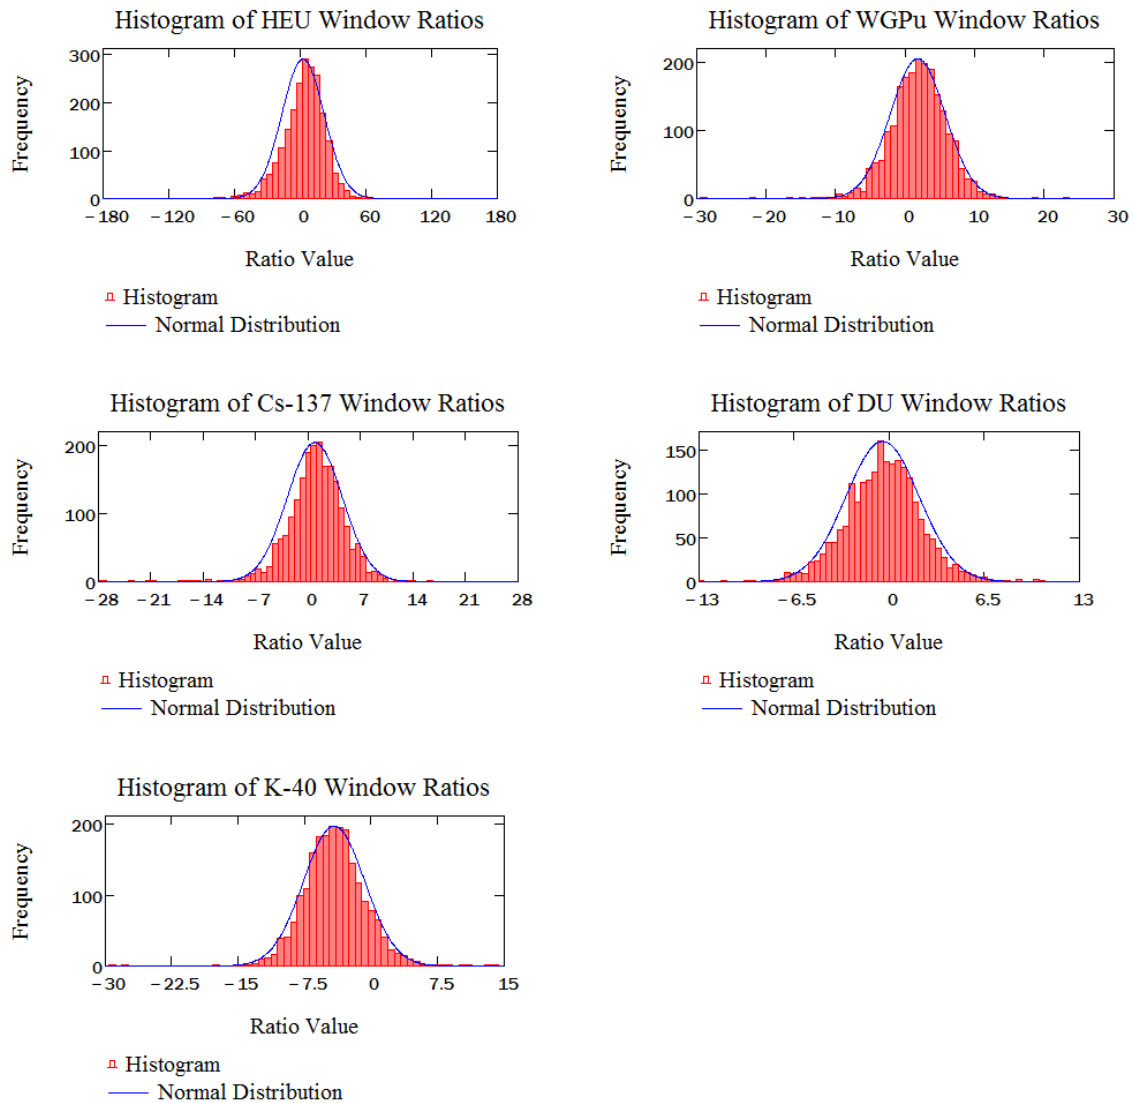 Histogram of HEU Window Ratios
Frequency
300
200
100
0
−180 −120 −60 0 60 120 180
Ratio Value
Histogram
Normal Distribution
Histogram of WGPu Window Ratios
Frequency
200
100
0
−30 −20 −10 0 10 20 30
Ratio Value
Histogram
Normal Distribution
Histogram of Cs-137 Window Ratios
Frequency
200
100
0
−28 −21 −14 −7 0 7 14 21 28
Ratio Value
Histogram
Normal Distribution
Histogram of DU Window Ratios
Frequency
150
100
50
0
−13 −6.5 0 6.5 13
Ratio Value
Histogram
Normal Distribution
Histogram of K-40 Window Ratios
Frequency
200
100
0
−30 −22.5 −15 −7.5 0 7.5 15
Ratio Value
Histogram
Normal Distribution